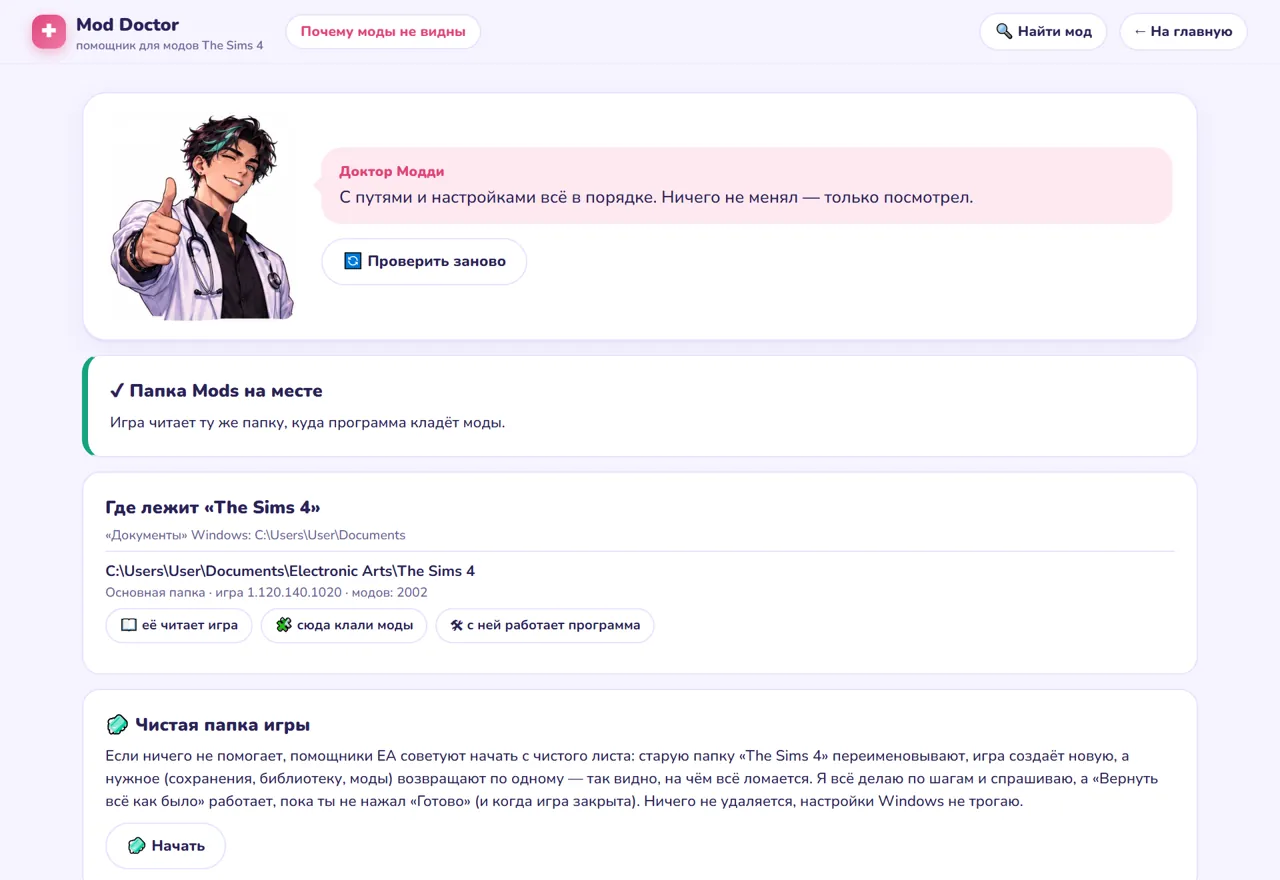 Mod Doctor
помощник для модов The Sims 4
Почему моды не видны
Найти мод
← На главную
Доктор Модди
С путями и настройками всё в порядке. Ничего не менял — только посмотрел.
Проверить заново
✓ Папка Mods на месте
Игра читает ту же папку, куда программа кладёт моды.
Где лежит «The Sims 4»
«Документы» Windows: C:\Users\User\Documents
C:\Users\User\Documents\Electronic Arts\The Sims 4
Основная папка · игра 1.120.140.1020 · модов: 2002
её читает игра
сюда клали моды
с ней работает программа
Чистая папка игры
Если ничего не помогает, помощники EA советуют начать с чистого листа: старую папку «The Sims 4» переименовывают, игра создаёт новую, а
нужное (сохранения, библиотеку, моды) возвращают по одному — так видно, на чём всё ломается. Я всё делаю по шагам и спрашиваю, а «Вернуть
всё как было» работает, пока ты не нажал «Готово» (и когда игра закрыта). Ничего не удаляется, настройки Windows не трогаю.
Начать